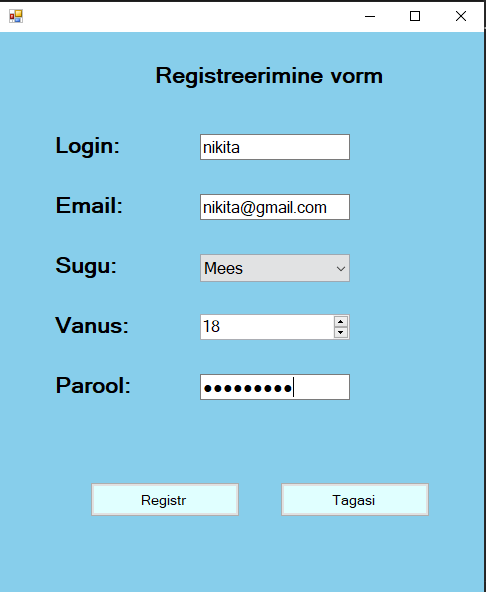 Registreerimine vorm
Login: nikita
Email: nikita@gmail.com
Sugu: Mees
Vanus: 18
Parool: ●●●●●●●●●
Registr Tagasi